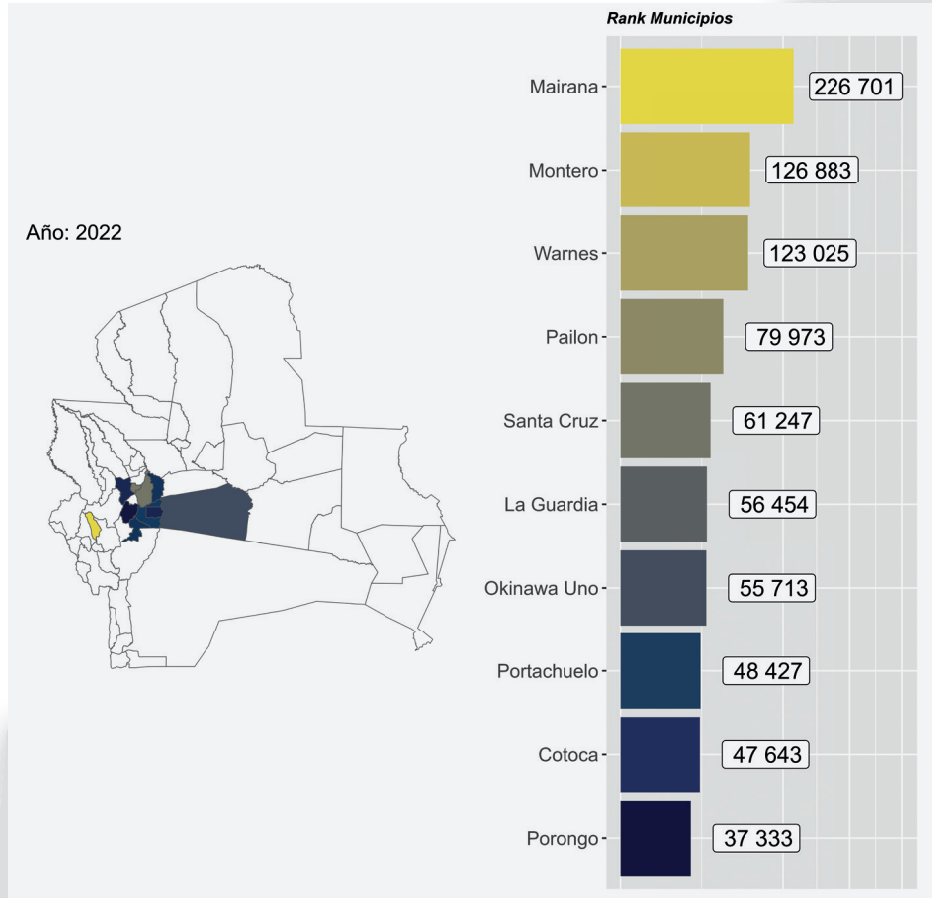 Rank Municipios
Mairana
226 701
Montero
126 883
Warnes
123 025
Año: 2022
Pailon
79 973
Santa Cruz
61 247
La Guardia
56 454
Okinawa Uno
55 713
Portachuelo
48 427
Cotoca
47 643
Porongo
37 333